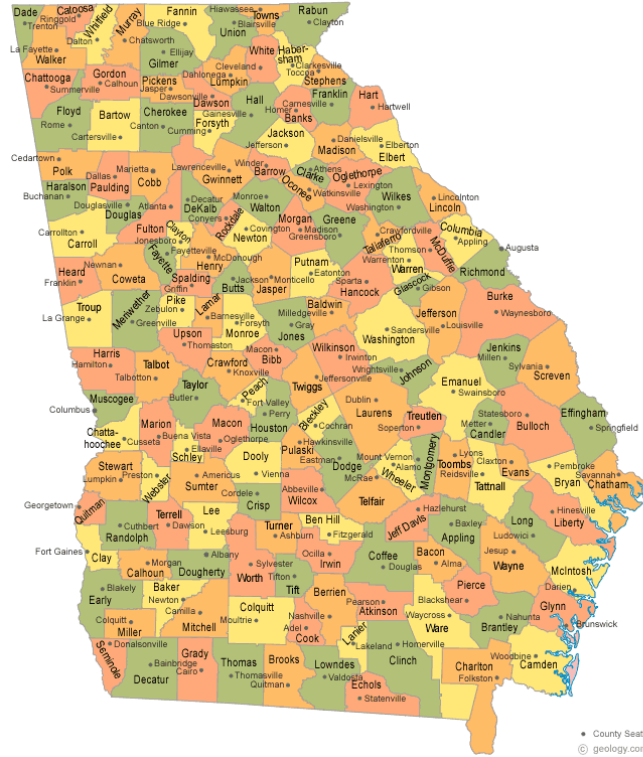 Dade
Catoosa
Trenton
Ringgold
Whitfield
Murray
Fannin
Blue Ridge
Hiawassee
Towns
Blairsville
Union
Rabun
Clayton
La Fayette
Dalton
Walker
Chatsworth
Ellijay
Gilmer
White
Haber-
sham
Clarkesville
Cleveland
Toccoa
Chattooga
Summerville
Gordon
Calhoun
Pickens
Jasper
Dahlonega
Lumpkin
Stephens
Dawsonville
Dawson
Franklin
Carnesville
Hart
Hartwell
Floyd
Rome
Bartow
Cartersville
Cherokee
Canton
Cumming
Forsyth
Hall
Gainesville
Homer
Banks
Jackson
Jefferson
Madison
Danielsville
Elberton
Elbert
Cedartown
Polk
Haralson
Buchanan
Dallas
Paulding
Marietta
Cobb
Lawrenceville
Gwinnett
Winder
Barrow
Clarke
Athens
Oconee
Watkinsville
Oglethorpe
Lexington
Washington
Wilkes
Lincolnton
Lincoln
Douglasville
Douglas
Atlanta
Decatur
DeKalb
Conyers
Rockdale
Monroe
Walton
Morgan
Madison
Greene
Greensboro
Carrollton
Carroll
Fulton
Jonesboro
Clayton
Fayetteville
Fayette
Covington
Newton
Crawfordville
Taliaferro
Thomson
McDuffie
Columbia
Appling
Augusta
Richmond
Warrenton
Warren
Heard
Franklin
Newnan
Coweta
McDonough
Henry
Spalding
Griffin
Butts
Jackson
Monticello
Jasper
Putnam
Eatonton
Sparta
Hancock
Glascock
Gibson
Burke
Waynesboro
Troup
La Grange
Meriwether
Greenville
Pike
Zebulon
Lamar
Barnesville
Forsyth
Monroe
Baldwin
Milledgeville
Gray
Jones
Jefferson
Louisville
Washington
Sandersville
Harris
Hamilton
Talbot
Talbotton
Upson
Thomaston
Crawford
Knoxville
Macon
Bibb
Wilkinson
Irwinton
Jeffersonville
Twiggs
Wrightsville
Johnson
Jenkins
Millen
Sylvania
Screven
Emanuel
Swainsboro
Muscogee
Columbus
Taylor
Butler
Peach
Fort Valley
Perry
Houston
Bleckley
Cochran
Dublin
Laurens
Treutlen
Soperton
Statesboro
Bulloch
Metter
Candler
Effingham
Springfield
Chatta-
hoochee
Cusseta
Marion
Buena Vista
Macon
Oglethorpe
Ellaville
Schley
Dooly
Vienna
Hawkinsville
Pulaski
Eastman
Dodge
McRae
Mount Vernon
Alamo
Wheeler
Montgomery
Lyons
Toombs
Reidsville
Claxton
Evans
Tattnall
Pembroke
Bryan
Savannah
Chatham
Stewart
Lumpkin
Preston
Webster
Americus
Sumter
Cordele
Crisp
Abbeville
Wilcox
Telfair
Georgetown
Quitman
Cuthbert
Randolph
Terrell
Dawson
Lee
Leesburg
Turner
Ashburn
Ben Hill
Fitzgerald
Jeff Davis
Hazlehurst
Baxley
Appling
Long
Ludowici
Hinesville
Liberty
Fort Gaines
Clay
Morgan
Calhoun
Albany
Dougherty
Sylvester
Worth
Tifton
Tift
Ocilla
Irwin
Coffee
Douglas
Bacon
Alma
Jesup
Wayne
McIntosh
Darien
Blakely
Early
Baker
Newton
Camilla
Mitchell
Colquitt
Moultrie
Berrien
Nashville
Pearson
Atkinson
Blackshear
Pierce
Glynn
Brunswick
Colquitt
Miller
Adel
Cook
Lanier
Lakeland
Homerville
Clinch
Waycross
Ware
Nahunta
Brantley
Seminole
Donalsonville
Bainbridge
Decatur
Grady
Cairo
Thomas
Thomasville
Brooks
Quitman
Lowndes
Valdosta
Echols
Statenville
Charlton
Folkston
Woodbine
Camden
County Seat
© geology.com